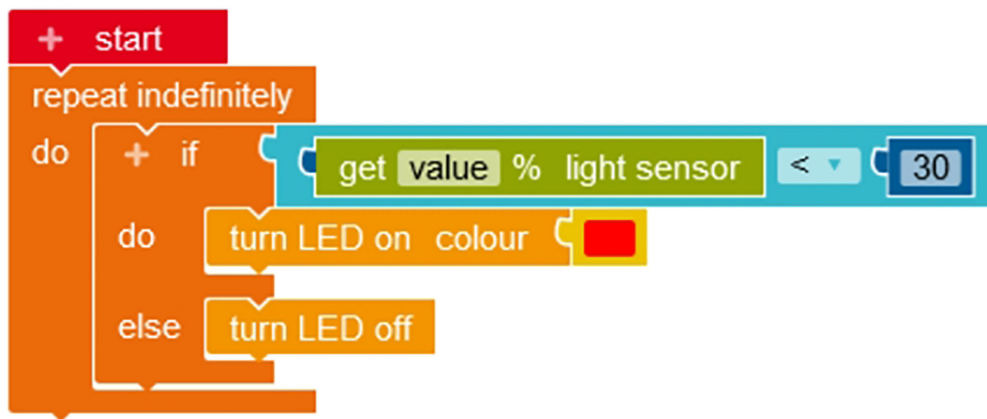 + start
repeat indefinitely
do + if get value % light sensor < 30
do turn LED on colour
else turn LED off